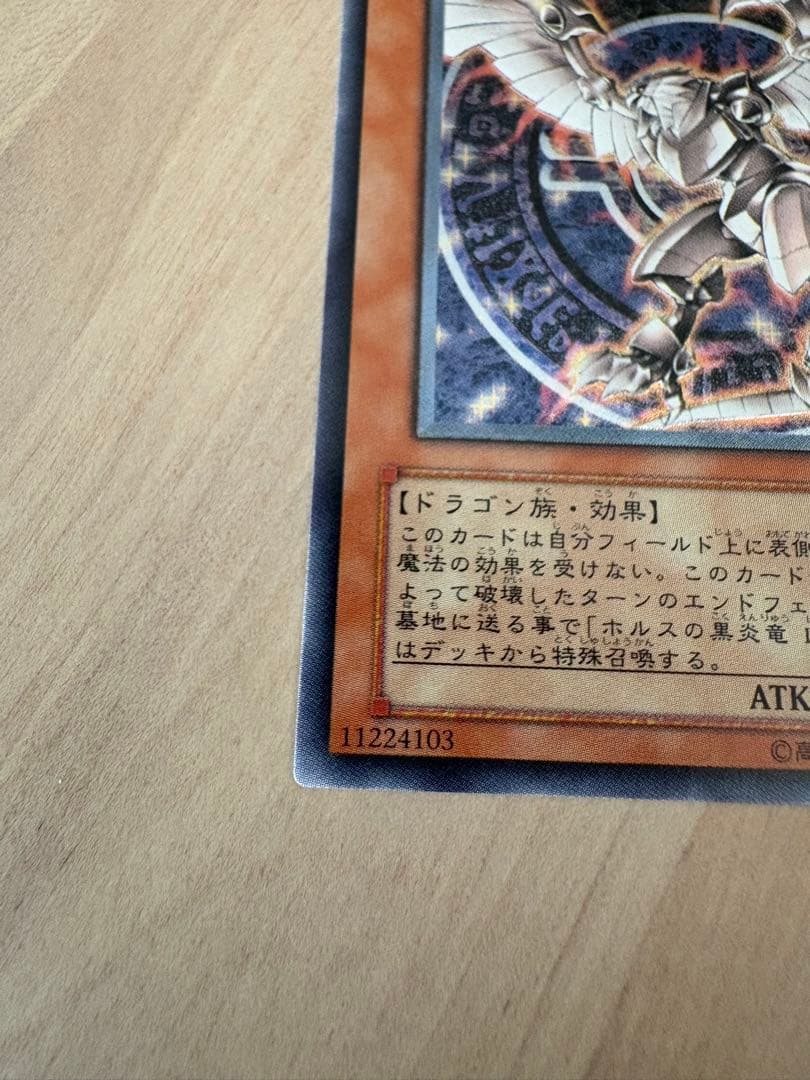 【ドラゴン族・効果】
このカードは自分フィールド上に表側
魔法の効果を受けない。このカード
よって破壊したターンのエンドフェ
墓地に送る事で「ホルスの黒炎竜 L
はデッキから特殊召喚する。
ATK
11224103
©高